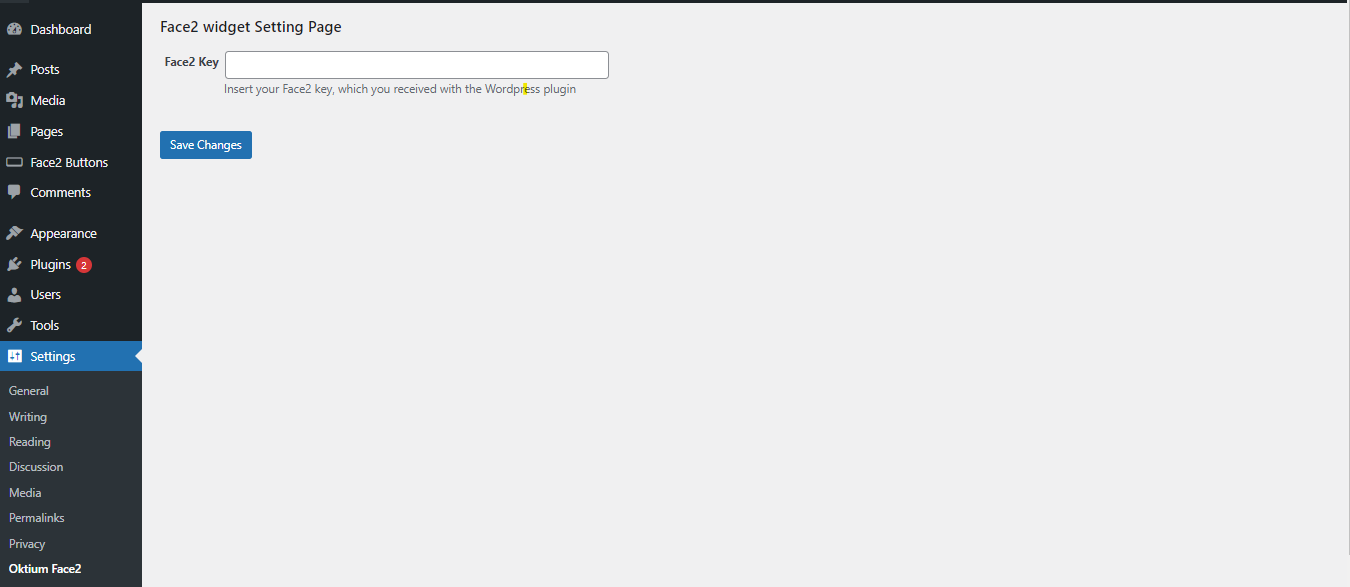 Dashboard
Posts
Media
Pages
Face2 Buttons
Comments
Appearance
Plugins 2
Users
Tools
Settings
General
Writing
Reading
Discussion
Media
Permalinks
Privacy
Oktium Face2
Face2 widget Setting Page
Face2 Key
Insert your Face2 key, which you received with the Wordpress plugin
Save Changes